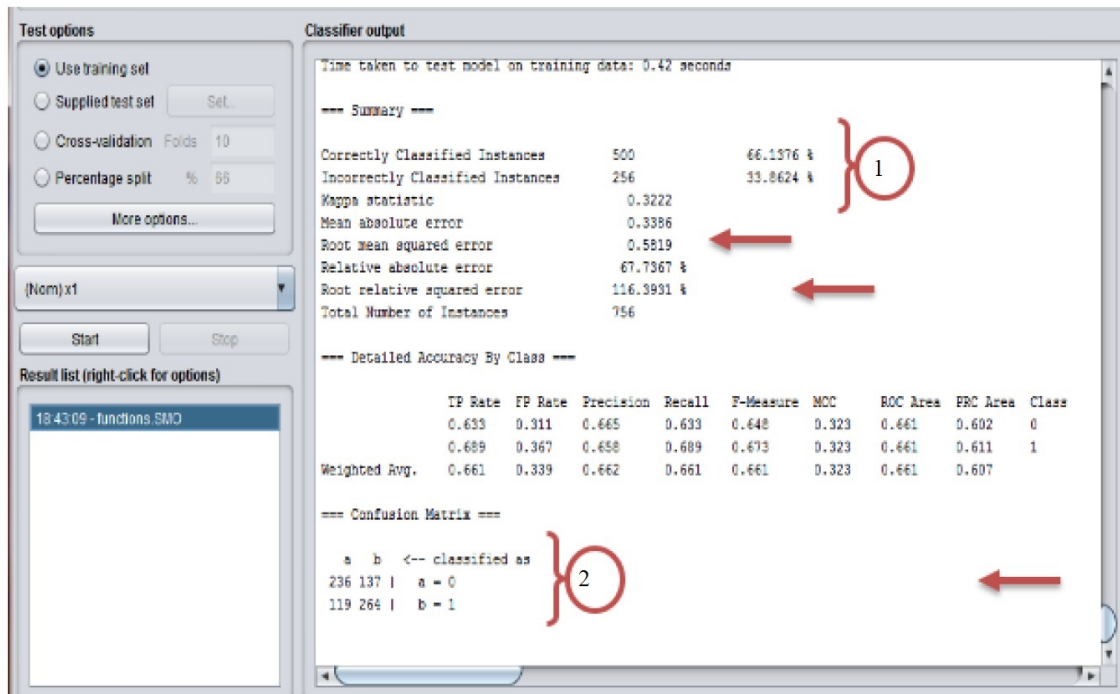 Test options
Use training set
Supplied test set Set...
Cross-validation Folds 10
Percentage split % 66
More options...
(Nom) x1
Start Stop
Result list (right-click for options)
18:43:09 - functions.SMO
Classifier output
Time taken to test model on training data: 0.42 seconds
=== Summary ===
Correctly Classified Instances 500 66.1376 %
Incorrectly Classified Instances 256 33.8624 %
Kappa statistic 0.3222
Mean absolute error 0.3386
Root mean squared error 0.5819
Relative absolute error 67.7367 %
Root relative squared error 116.3931 %
Total Number of Instances 756
1
=== Detailed Accuracy By Class ===
TP Rate FP Rate Precision Recall F-Measure MCC ROC Area PRC Area Class
0.633 0.311 0.665 0.633 0.648 0.323 0.661 0.602 0
0.689 0.367 0.658 0.689 0.673 0.323 0.661 0.611 1
Weighted Avg. 0.661 0.339 0.662 0.661 0.661 0.323 0.661 0.607
=== Confusion Matrix ===
a b <-- classified as
236 137 | a = 0
119 264 | b = 1
2